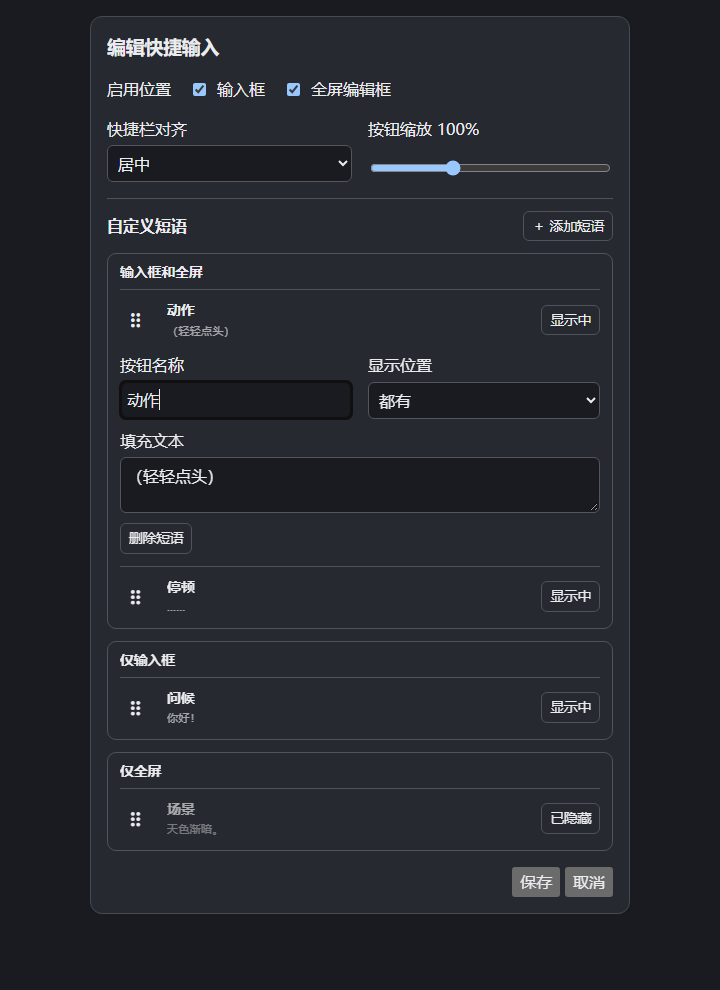 编辑快捷输入
启用位置 输入框 全屏编辑框
快捷栏对齐 按钮缩放 100%
居中
自定义短语 + 添加短语
输入框和全屏
动作 显示中
（轻轻点头）
按钮名称 显示位置
动作 都有
填充文本
（轻轻点头）
删除短语
停顿 显示中
……
仅输入框
问候 显示中
你好！
仅全屏
场景 已隐藏
天色渐暗。
保存 取消